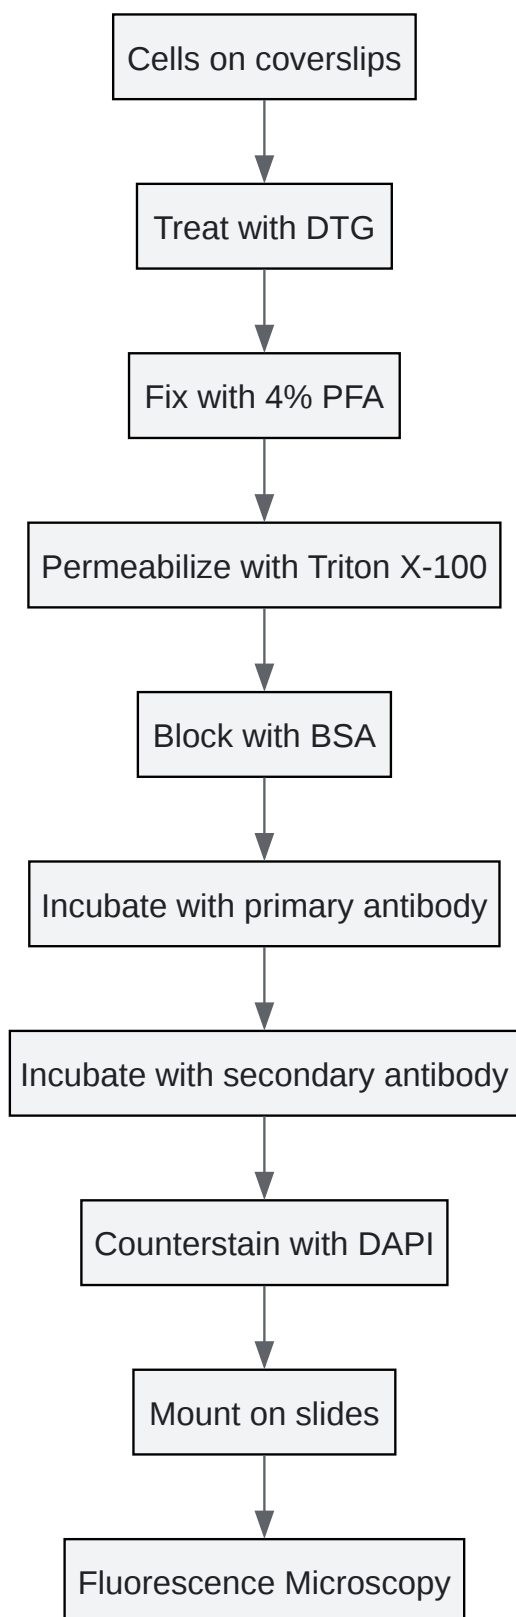 Cells on coverslips
Treat with DTG
Fix with 4% PFA
Permeabilize with Triton X-100
Block with BSA
Incubate with primary antibody
Incubate with secondary antibody
Counterstain with DAPI
Mount on slides
Fluorescence Microscopy